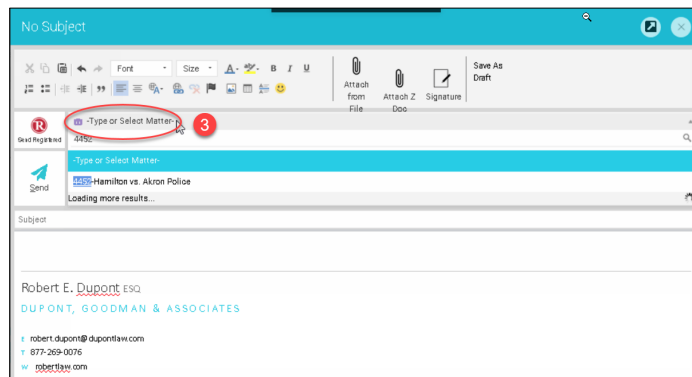 No Subject
Font Size A B I U
Attach from File
Attach Z Doc
Signature
Save As Draft
R
Send Registered
-Type or Select Matter-
3
4452
-Type or Select Matter-
4452-Hamilton vs. Akron Police
Loading more results...
Send
Subject
Robert E. Dupont ESQ
DUPONT, GOODMAN & ASSOCIATES
E robert.dupont@dupontlaw.com
T 877-269-0076
W robertlaw.com